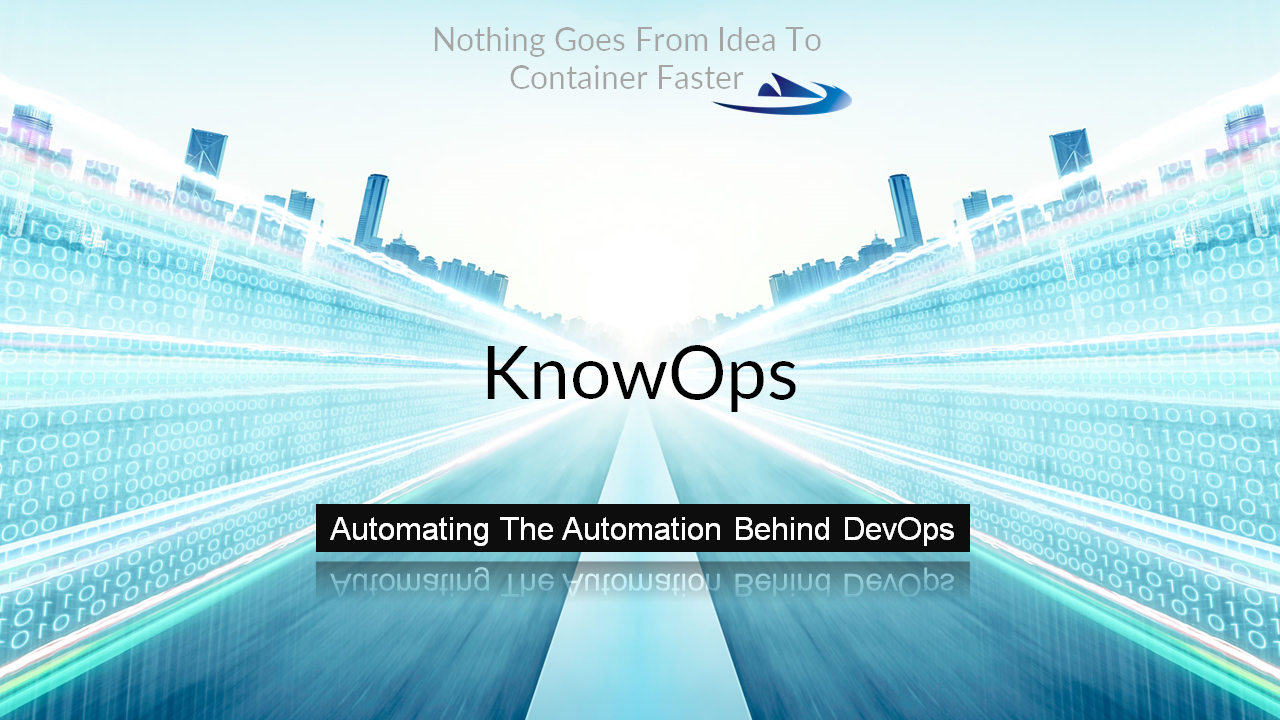 Nothing Goes From Idea To
Container Faster
KnowOps
Automating The Automation Behind DevOps